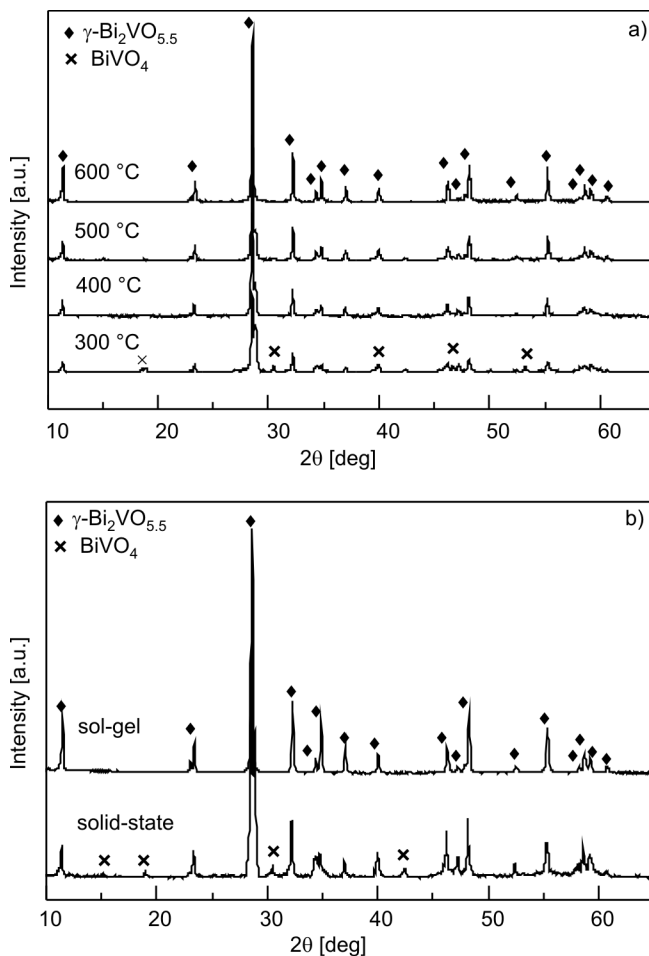 ◆ γ-Bi₂VO₅.₅ a)
× BiVO₄
600 °C
500 °C
400 °C
300 °C
Intensity [a.u.]
10 20 30 40 50 60
2θ [deg]
◆ γ-Bi₂VO₅.₅ b)
× BiVO₄
sol-gel
solid-state
Intensity [a.u.]
10 20 30 40 50 60
2θ [deg]